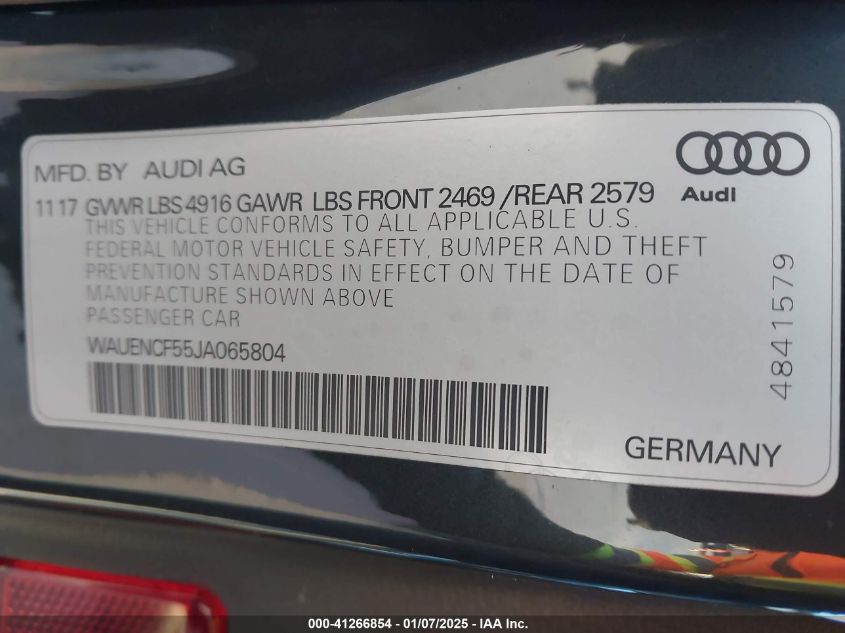 MFD. BY AUDI AG
Audi
11 17 GVWR LBS 4916 GAWR LBS FRONT 2469 /REAR 2579
THIS VEHICLE CONFORMS TO ALL APPLICABLE U.S.
FEDERAL MOTOR VEHICLE SAFETY, BUMPER AND THEFT
PREVENTION STANDARDS IN EFFECT ON THE DATE OF
MANUFACTURE SHOWN ABOVE
PASSENGER CAR
WAUENCF55JA065804
4841579
GERMANY
000-41266854 - 01/07/2025 - IAA Inc.